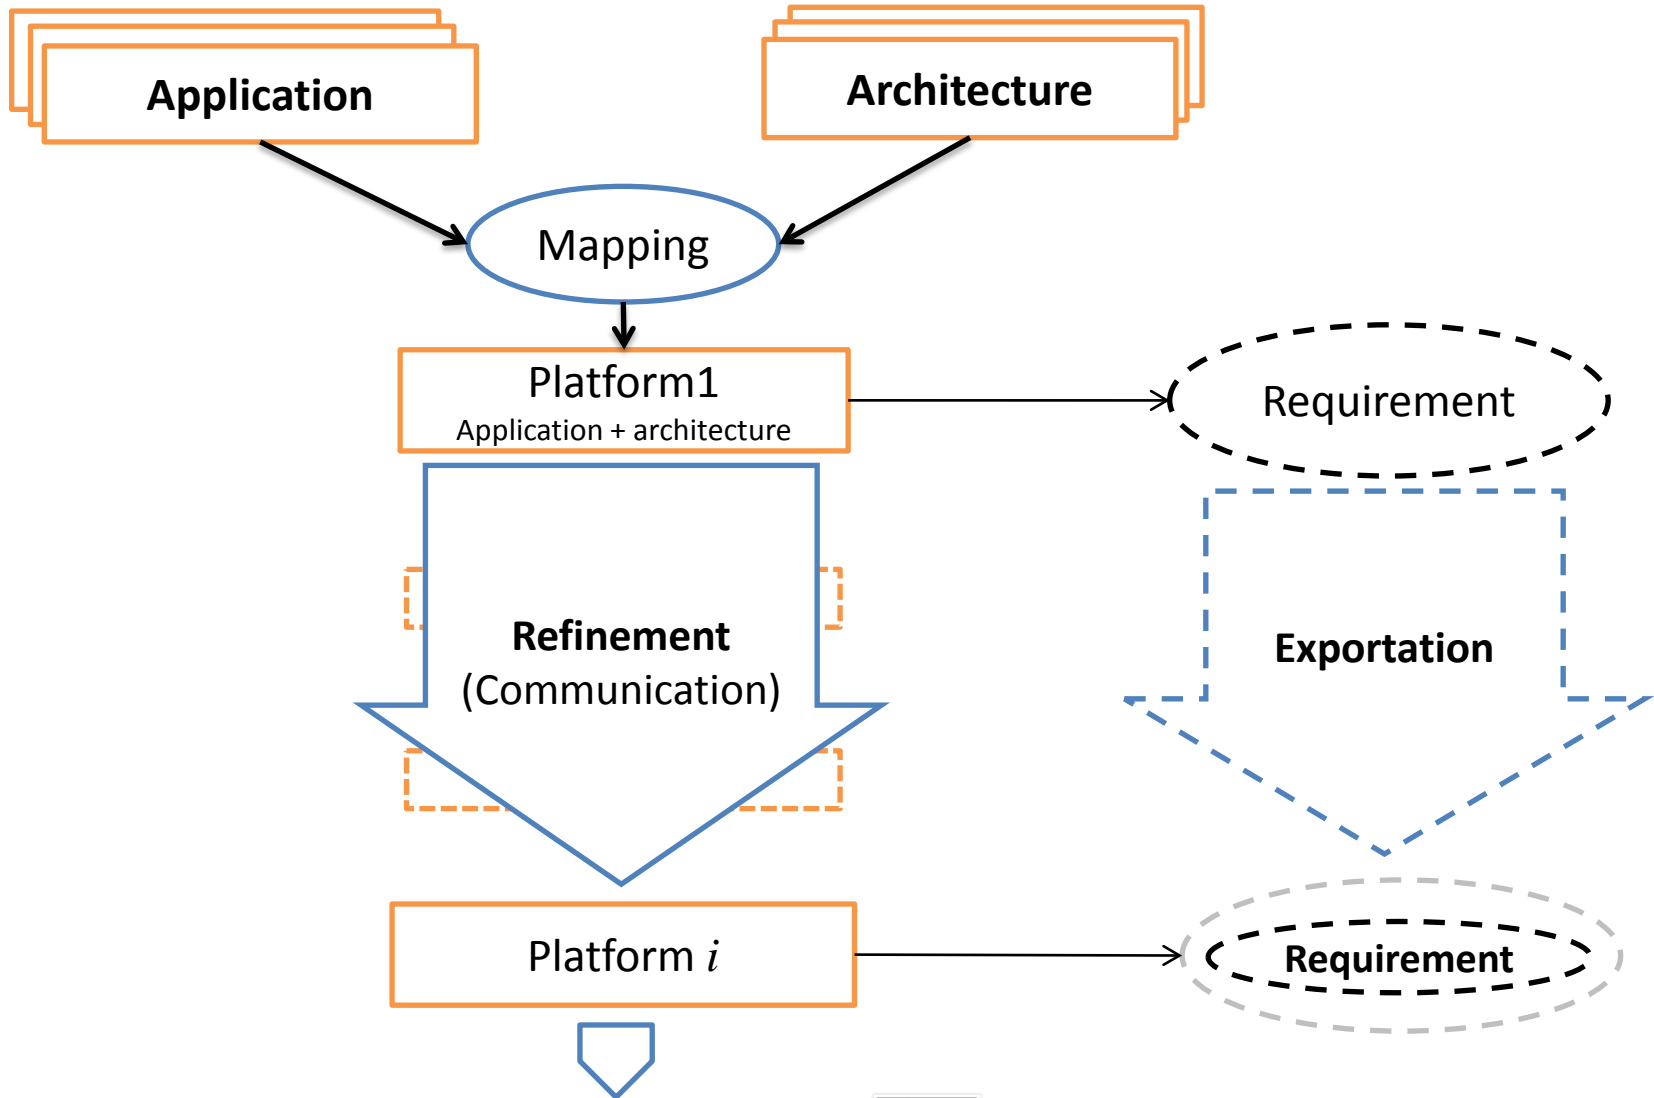 Application
Architecture
Mapping
Platform1
Application + architecture
Requirement
Refinement
(Communication)
Exportation
Platform i
Requirement